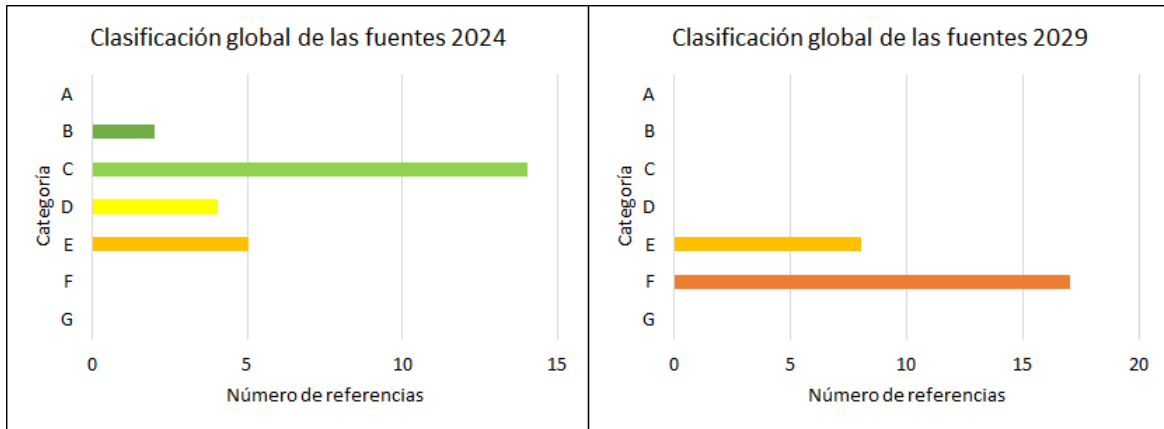 Clasificación global de las fuentes 2024
Categoría
A
B
C
D
E
F
G
0 5 10 15
Número de referencias
Clasificación global de las fuentes 2029
Categoría
A
B
C
D
E
F
G
0 5 10 15 20
Número de referencias